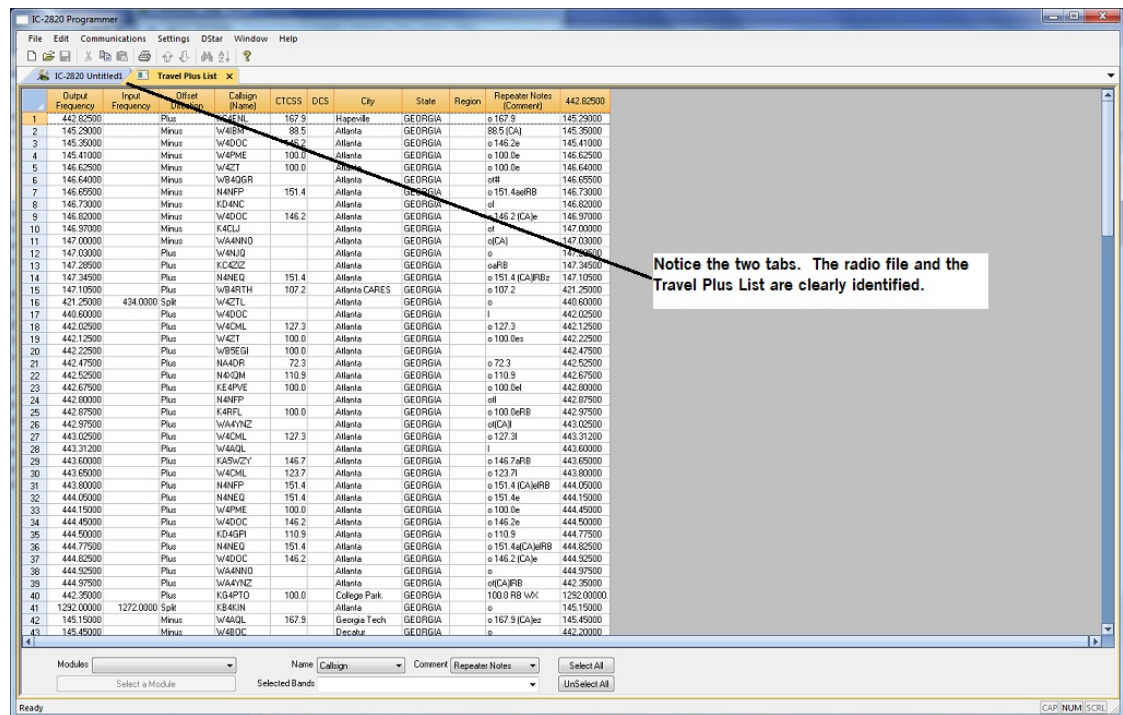 IC-2820 Programmer
File Edit Communications Settings DStar Window Help
IC-2820 Untitled1 Travel Plus List
Output Frequency Input Frequency Offset Direction Callsign (Name) CTCSS DCS City State Region Repeater Notes (Comment) 442.82500
1 442.82500 Plus 167.9 Hapeville GEORGIA o 167.9 145.29000
2 145.29000 Minus W4IBM 88.5 Atlanta GEORGIA 88.5 (CA) 145.35000
3 145.35000 Minus W4DOC 146.2 Atlanta GEORGIA o 146.2e 145.41000
4 145.41000 Minus W4PME 100.0 Atlanta GEORGIA o 100.0e 146.62500
5 146.62500 Minus W4ZT 100.0 Atlanta GEORGIA o 100.0e 146.64000
6 146.64000 Minus WB4QGR Atlanta GEORGIA ot# 146.65500
7 146.65500 Minus N4NFP 151.4 Atlanta GEORGIA o 151.4aelRB 146.73000
8 146.73000 Minus KD4NC Atlanta GEORGIA ol 146.82000
9 146.82000 Minus W4DOC 146.2 Atlanta GEORGIA o 146.2 (CA)e 146.97000
10 146.97000 Minus K4CLJ Atlanta GEORGIA ot 147.00000
11 147.00000 Minus WA4NNO Atlanta GEORGIA o(CA) 147.03000
12 147.03000 Plus W4NJQ Atlanta GEORGIA o
13 147.28500 Plus KC4ZIZ Atlanta GEORGIA oaRB 147.34500
14 147.34500 Plus N4NEQ 151.4 Atlanta GEORGIA o 151.4 (CA)lRBz 147.10500
15 147.10500 Plus WB4RTH 107.2 Atlanta CARES GEORGIA o 107.2 421.25000
16 421.25000 434.0000 Split W4ZTL Atlanta GEORGIA o 440.60000
17 440.60000 Plus W4DOC Atlanta GEORGIA l 442.02500
18 442.02500 Plus W4CML 127.3 Atlanta GEORGIA o 127.3 442.12500
19 442.12500 Plus W4ZT 100.0 Atlanta GEORGIA o 100.0es 442.22500
20 442.22500 Plus WB5EGI 100.0 Atlanta GEORGIA 442.47500
21 442.47500 Plus NA4DR 72.3 Atlanta GEORGIA o 72.3 442.52500
22 442.52500 Plus N4XQM 110.9 Atlanta GEORGIA o 110.9 442.67500
23 442.67500 Plus KE4PVE 100.0 Atlanta GEORGIA o 100.0el 442.80000
24 442.80000 Plus N4NFP Atlanta GEORGIA otl 442.87500
25 442.87500 Plus K4RFL 100.0 Atlanta GEORGIA o 100.0eRB 442.97500
26 442.97500 Plus WA4YNZ Atlanta GEORGIA ot(CA)l 443.02500
27 443.02500 Plus W4CML 127.3 Atlanta GEORGIA o 127.3l 443.31200
28 443.31200 Plus W4AQL Atlanta GEORGIA l 443.60000
29 443.60000 Plus KA5WZY 146.7 Atlanta GEORGIA o 146.7aRB 443.65000
30 443.65000 Plus W4CML 123.7 Atlanta GEORGIA o 123.7l 443.80000
31 443.80000 Plus N4NFP 151.4 Atlanta GEORGIA o 151.4 (CA)elRB 444.05000
32 444.05000 Plus N4NEQ 151.4 Atlanta GEORGIA o 151.4e 444.15000
33 444.15000 Plus W4PME 100.0 Atlanta GEORGIA o 100.0e 444.45000
34 444.45000 Plus W4DOC 146.2 Atlanta GEORGIA o 146.2e 444.50000
35 444.50000 Plus KD4GPI 110.9 Atlanta GEORGIA o 110.9 444.77500
36 444.77500 Plus N4NEQ 151.4 Atlanta GEORGIA o 151.4a(CA)elRB 444.82500
37 444.82500 Plus W4DOC 146.2 Atlanta GEORGIA o 146.2 (CA)e 444.92500
38 444.92500 Plus WA4NNO Atlanta GEORGIA o 444.97500
39 444.97500 Plus WA4YNZ Atlanta GEORGIA ot(CA)lRB 442.35000
40 442.35000 Plus KG4PTO 100.0 College Park GEORGIA 100.0 RB WX 1292.00000
41 1292.00000 1272.0000 Split KB4KIN Atlanta GEORGIA o 145.15000
42 145.15000 Minus W4AQL 167.9 Georgia Tech GEORGIA o 167.9 (CA)ez 145.45000
43 145.45000 Minus W4BOC Decatur GEORGIA o 442.20000
Notice the two tabs. The radio file and the
Travel Plus List are clearly identified.
Modules Name Callsign Comment Repeater Notes Select All
Select a Module Selected Bands UnSelect All
Ready CAP NUM SCRL